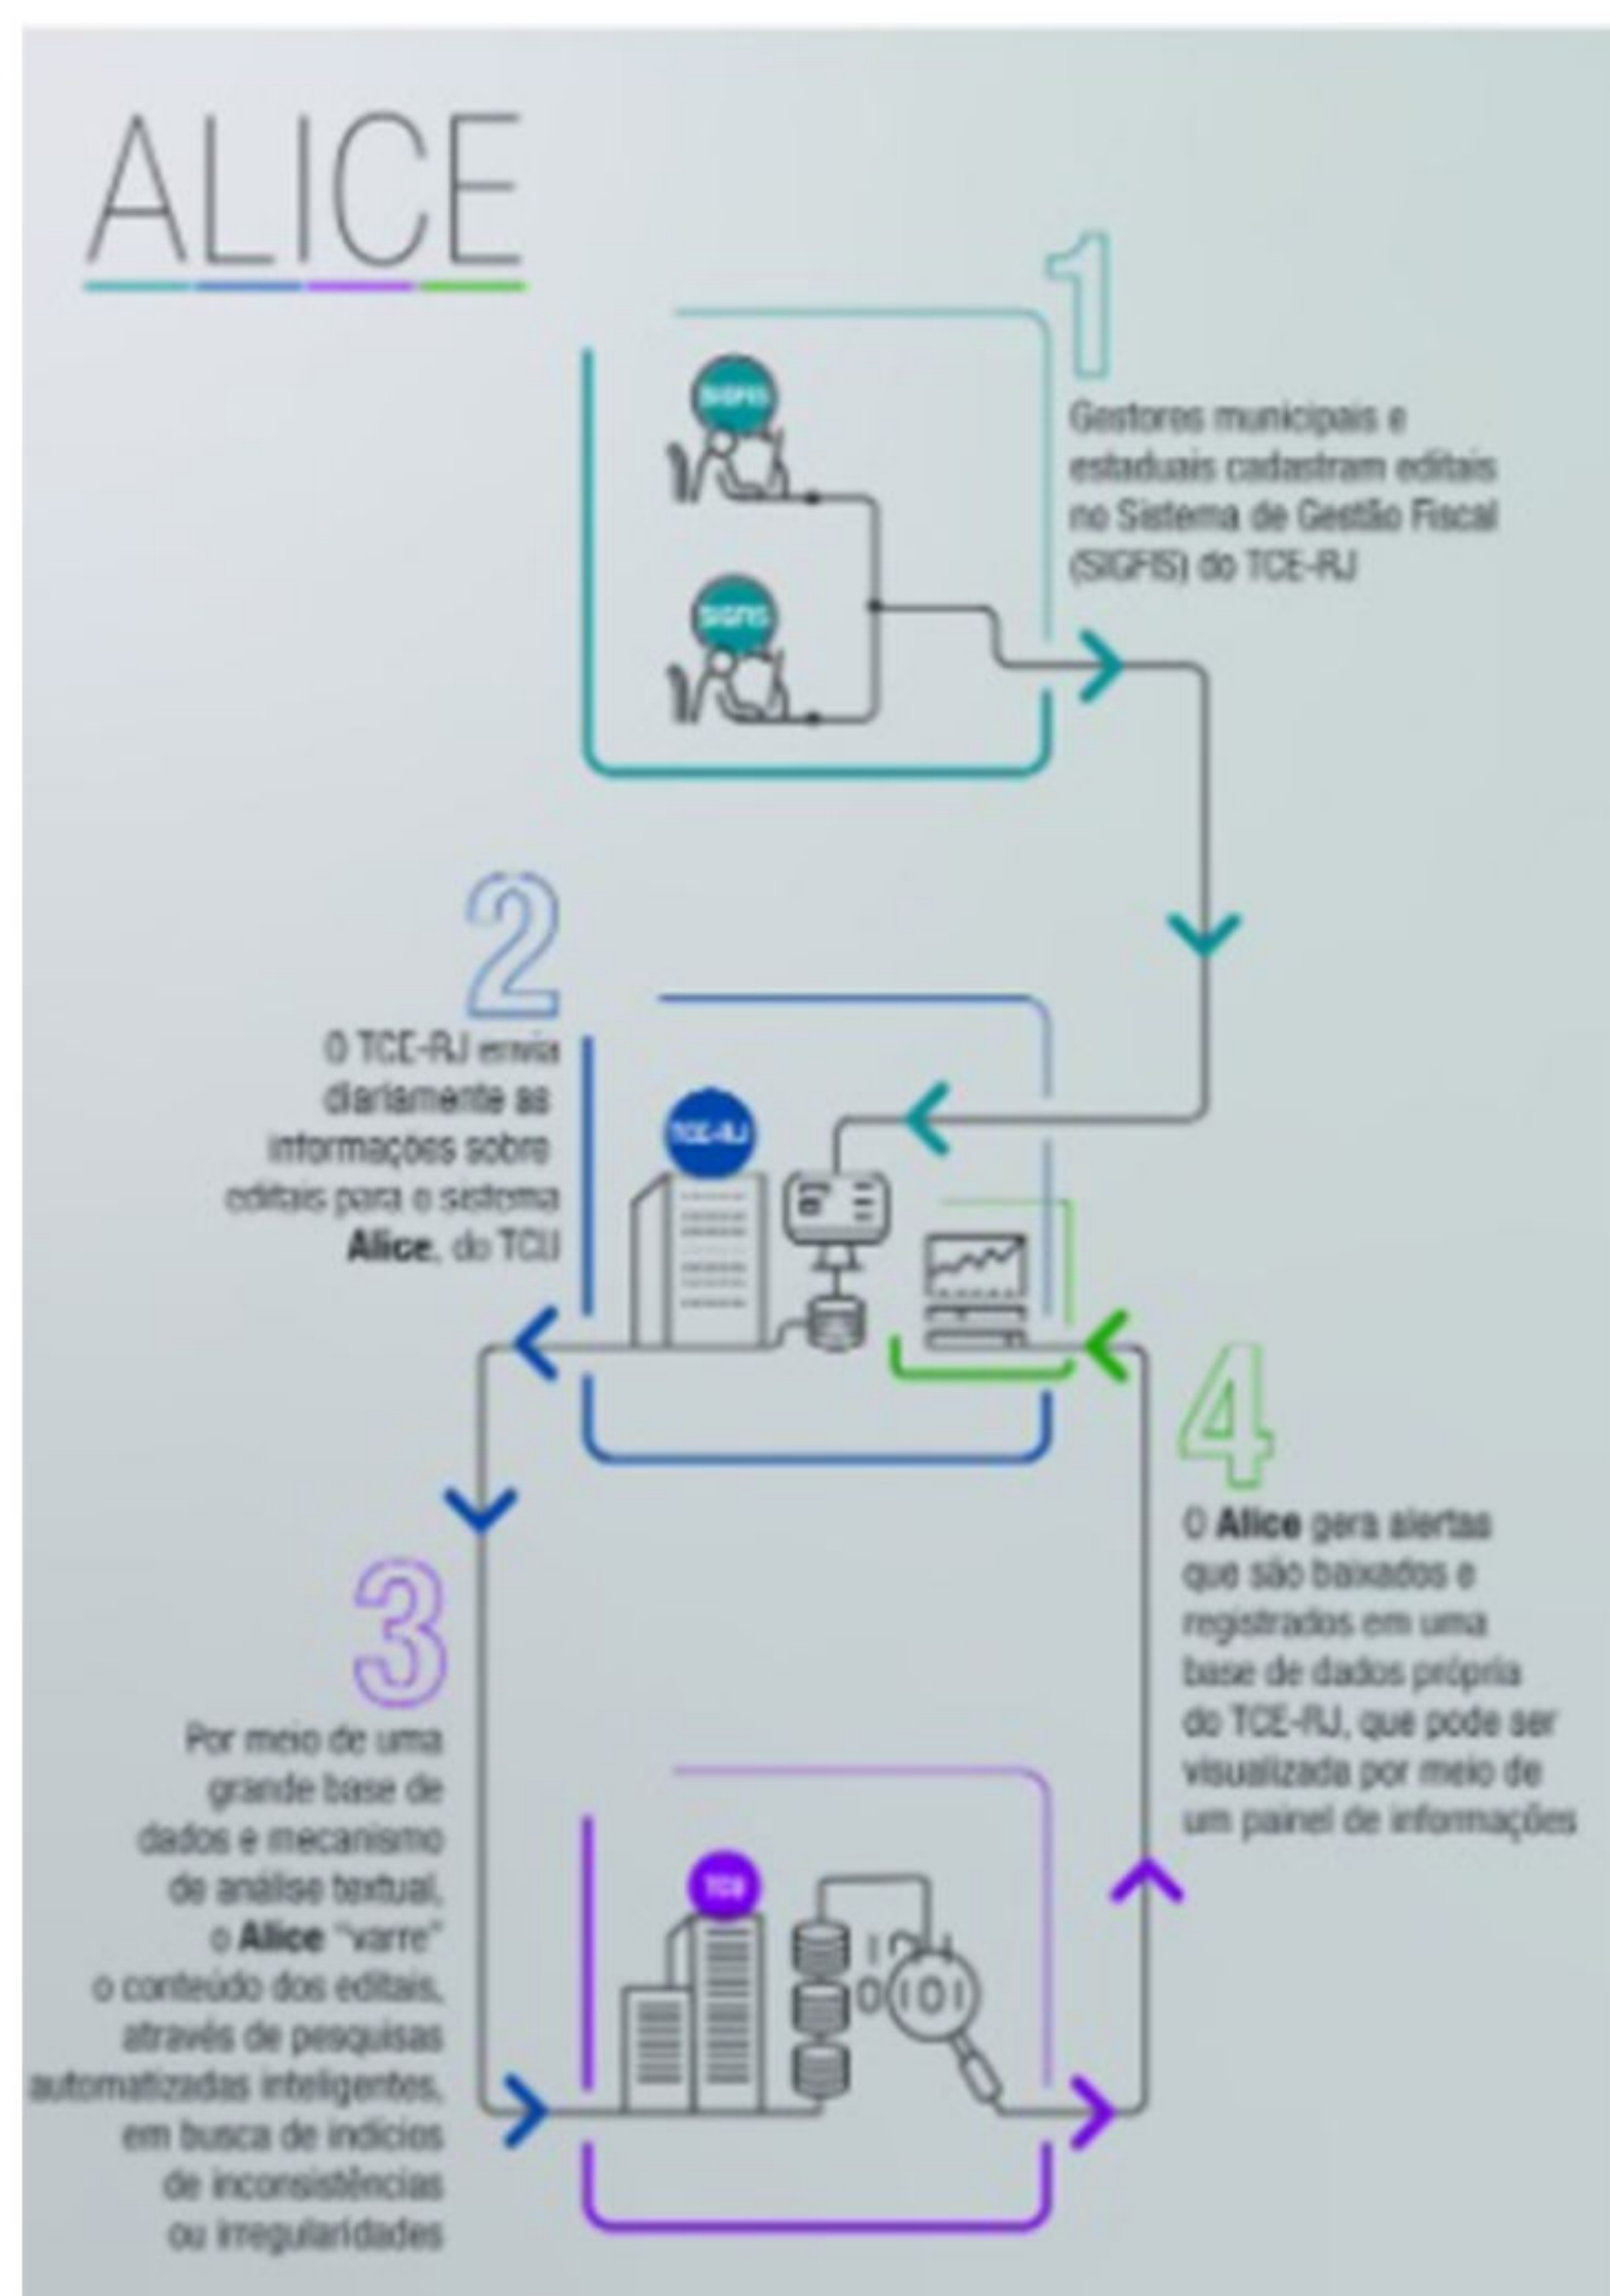 ALICE
1
SIGFIS
Gestores municipais e
estaduais cadastram editais
no Sistema de Gestão Fiscal
(SIGFIS) do TCE-RJ
SIGFIS
2
O TCE-RJ envia
diariamente as
informações sobre
editais para o sistema
Alice, do TCU
TCE-RJ
4
O Alice gera alertas
que são baixados e
registrados em uma
base de dados própria
do TCE-RJ, que pode ser
visualizada por meio de
um painel de informações
3
Por meio de uma
grande base de
dados e mecanismo
de análise textual,
o Alice "varre"
o conteúdo dos editais,
através de pesquisas
automatizadas inteligentes,
em busca de indícios
de inconsistências
ou irregularidades
TCU
0 101